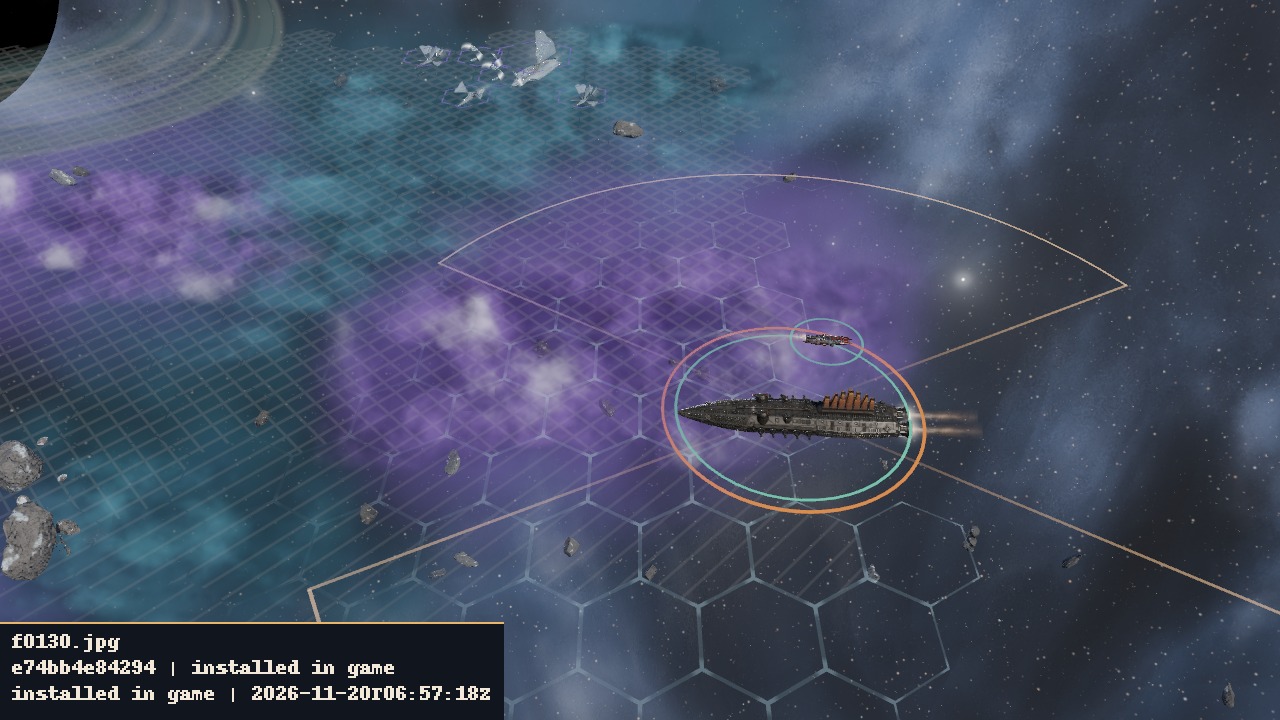 f0130.jpg
e74bb4e84294 | installed in game
installed in game | 2026-11-20T06:57:18Z